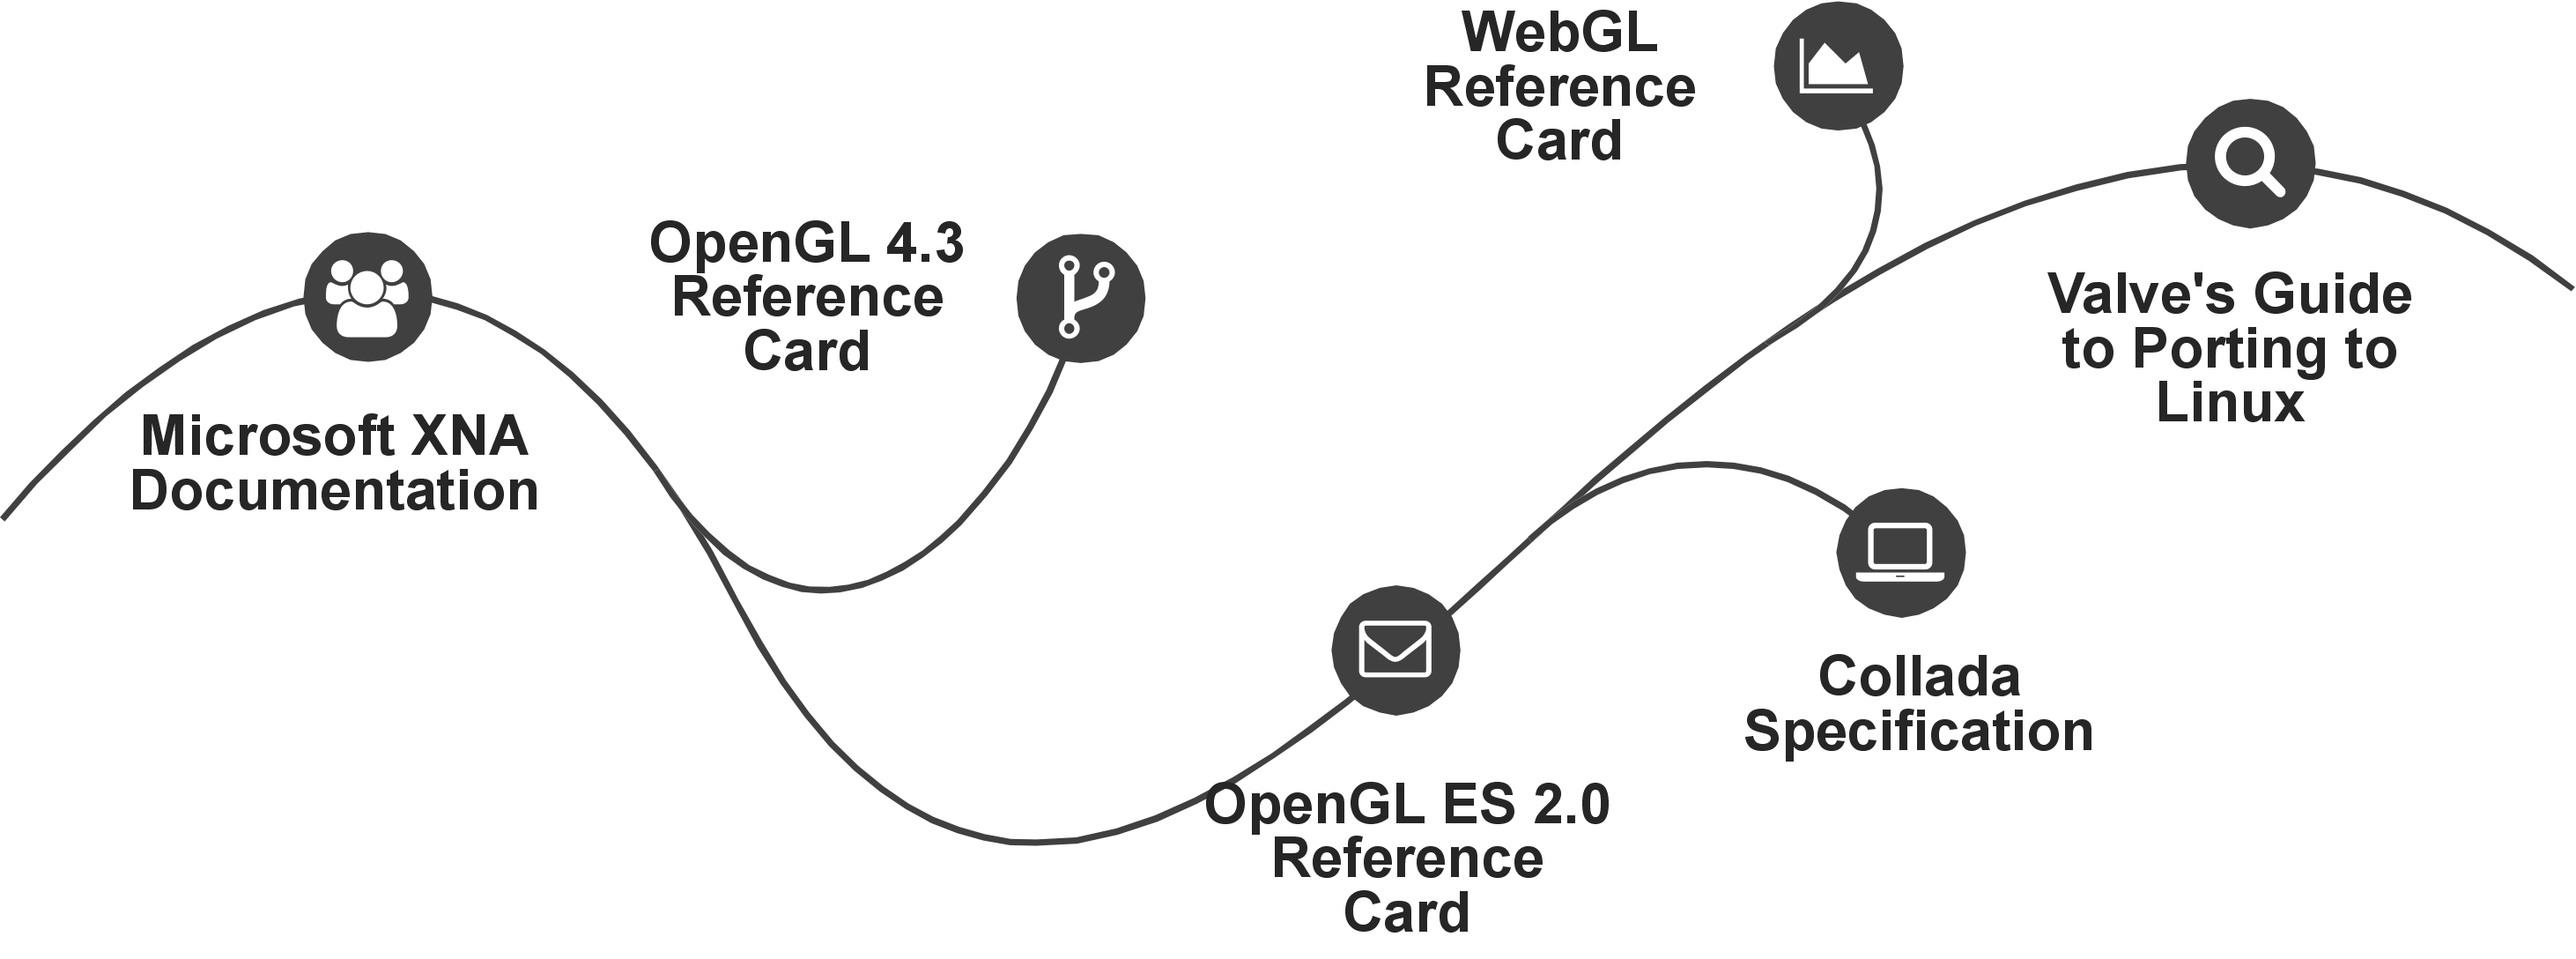 Microsoft XNA
Documentation
OpenGL 4.3
Reference
Card
OpenGL ES 2.0
Reference
Card
WebGL
Reference
Card
Collada
Specification
Valve's Guide
to Porting to
Linux